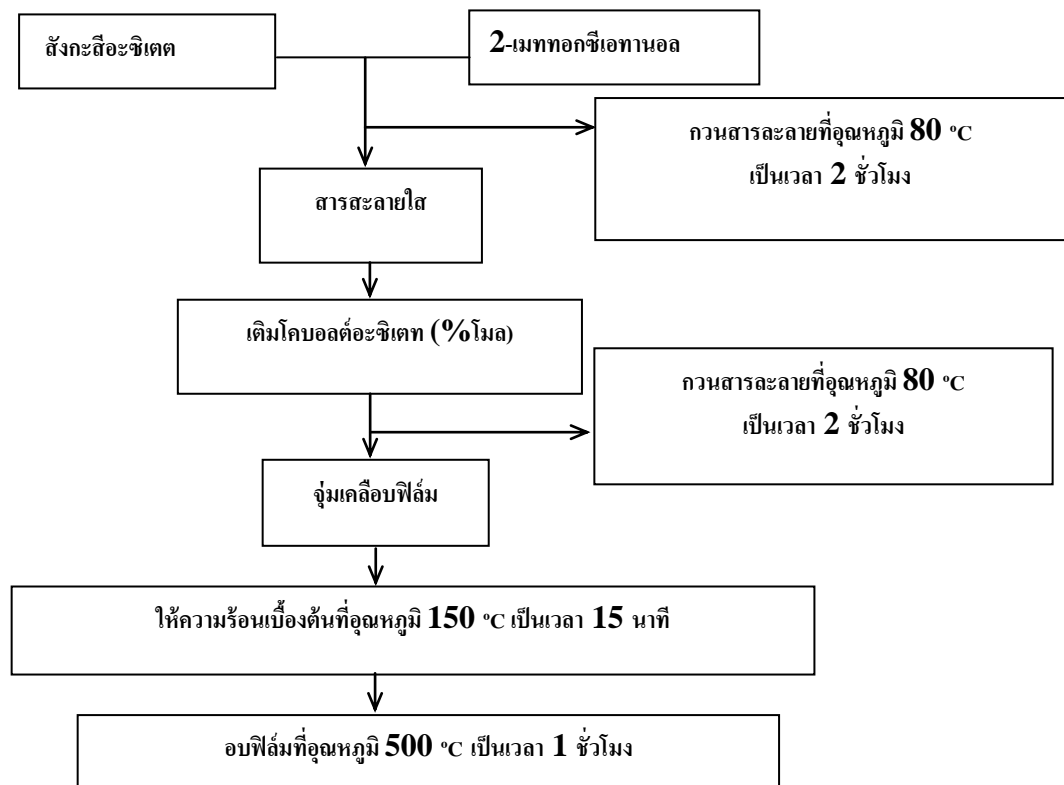 สังกะสีอะซิเตต
2-เมททอกซีเอทานอล
กวนสารละลายที่อุณหภูมิ 80 °C
เป็นเวลา 2 ชั่วโมง
สารสะลายใส
เติมโคบอลต์อะซิเตท (%โมล)
กวนสารละลายที่อุณหภูมิ 80 °C
เป็นเวลา 2 ชั่วโมง
จุ่มเคลือบฟิล์ม
ให้ความร้อนเบื้องต้นที่อุณหภูมิ 150 °C เป็นเวลา 15 นาที
อบฟิล์มที่อุณหภูมิ 500 °C เป็นเวลา 1 ชั่วโมง